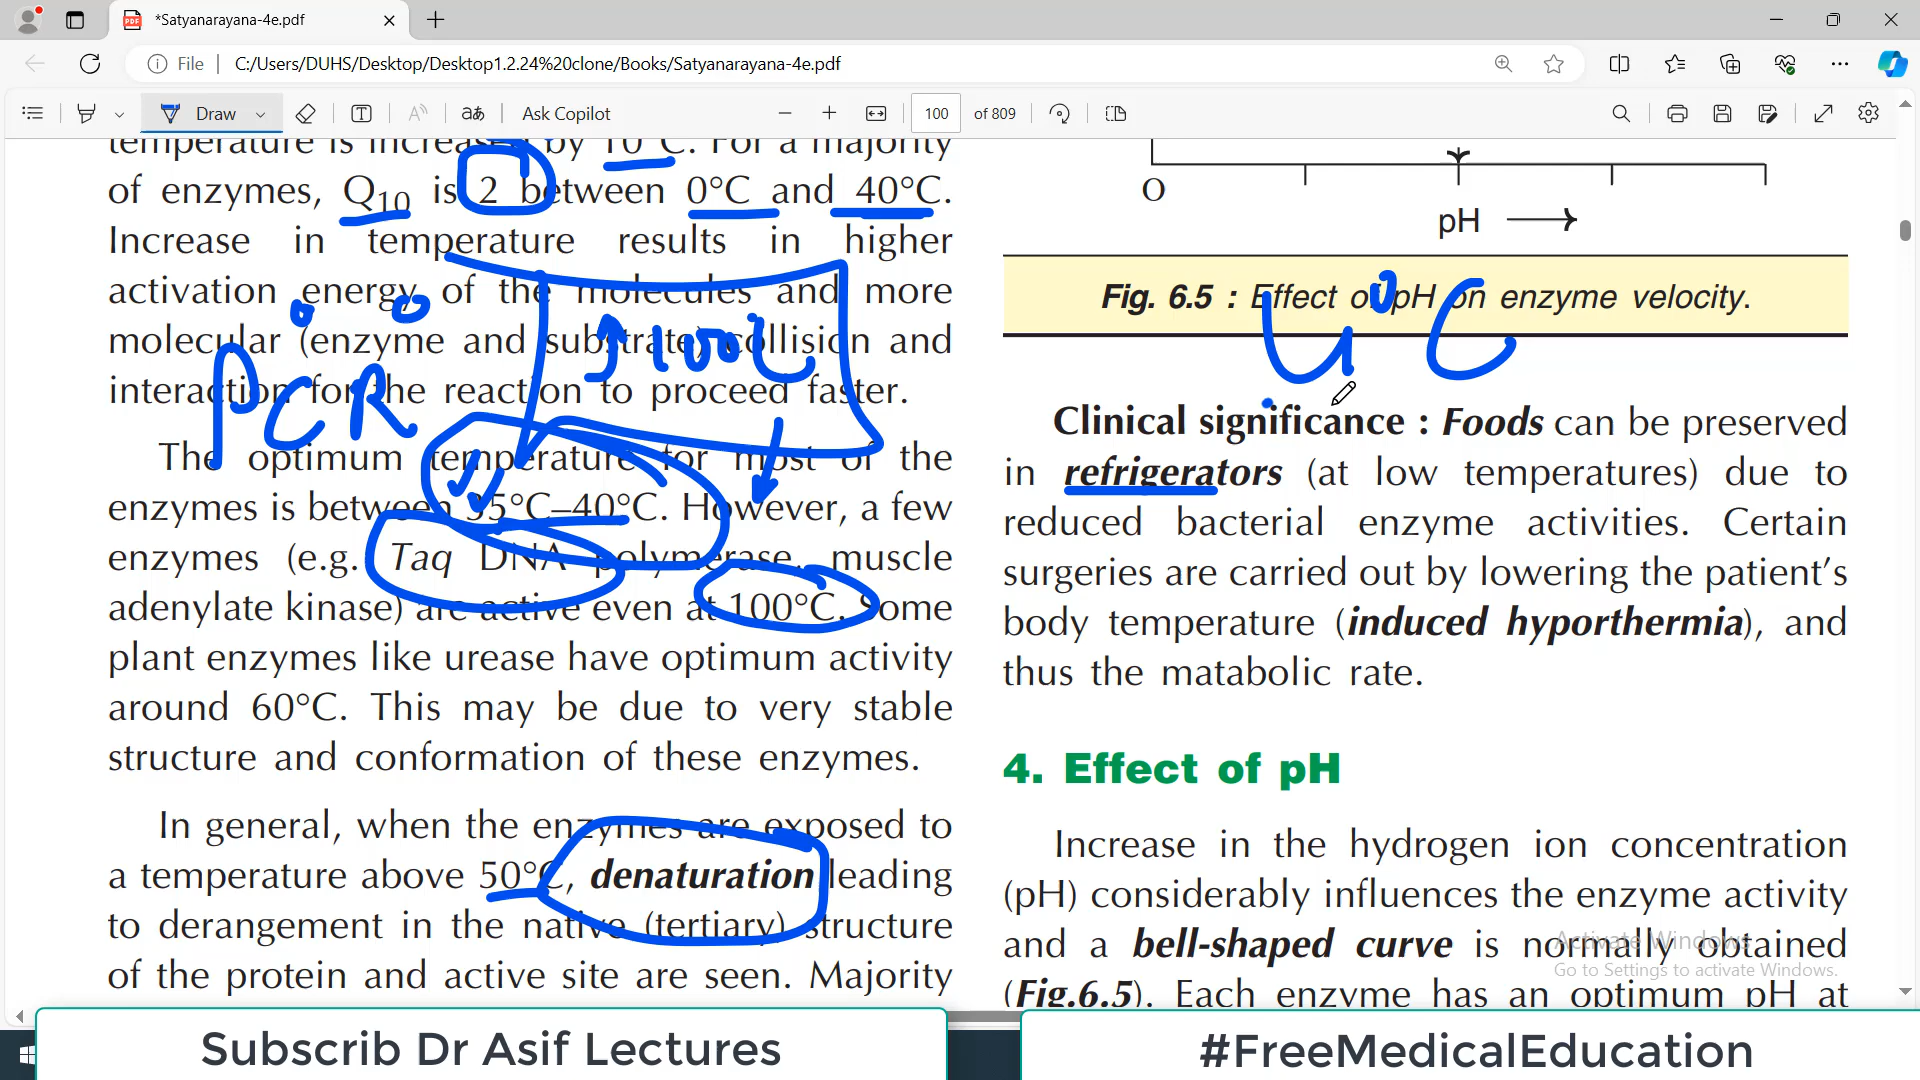 *Satyanarayana-4e.pdf
File
C:/Users/DUHS/Desktop/Desktop1.2.24%20clone/Books/Satyanarayana-4e.pdf
Draw
Ask Copilot
100 of 809
temperature is increased by 10°C. For a majority
of enzymes, Q10 is 2 between 0°C and 40°C.
Increase in temperature results in higher
activation energy of the molecules and more
molecular (enzyme and substrate) collision and
interaction for the reaction to proceed faster.
↑100°C
PCR
The optimum temperature for most of the
enzymes is between 35°C–40°C. However, a few
enzymes (e.g. Taq DNA polymerase, muscle
adenylate kinase) are active even at 100°C. Some
plant enzymes like urease have optimum activity
around 60°C. This may be due to very stable
structure and conformation of these enzymes.
In general, when the enzymes are exposed to
a temperature above 50°C, denaturation leading
to derangement in the native (tertiary) structure
of the protein and active site are seen. Majority
O
pH
Fig. 6.5 : Effect of pH on enzyme velocity.
Clinical significance : Foods can be preserved
in refrigerators (at low temperatures) due to
reduced bacterial enzyme activities. Certain
surgeries are carried out by lowering the patient's
body temperature (induced hyporthermia), and
thus the matabolic rate.
4. Effect of pH
Increase in the hydrogen ion concentration
(pH) considerably influences the enzyme activity
and a bell-shaped curve is normally obtained
(Fig.6.5). Each enzyme has an optimum pH at
Activate Windows
Go to Settings to activate Windows.
Subscrib Dr Asif Lectures
#FreeMedicalEducation